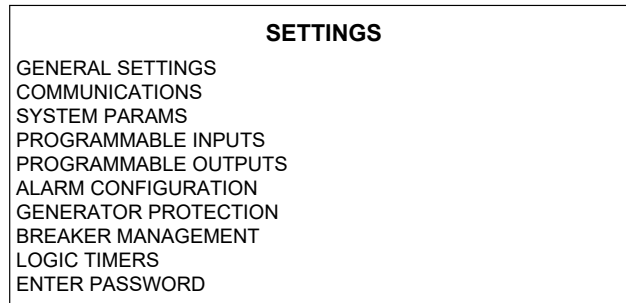 SETTINGS
GENERAL SETTINGS
COMMUNICATIONS
SYSTEM PARAMS
PROGRAMMABLE INPUTS
PROGRAMMABLE OUTPUTS
ALARM CONFIGURATION
GENERATOR PROTECTION
BREAKER MANAGEMENT
LOGIC TIMERS
ENTER PASSWORD